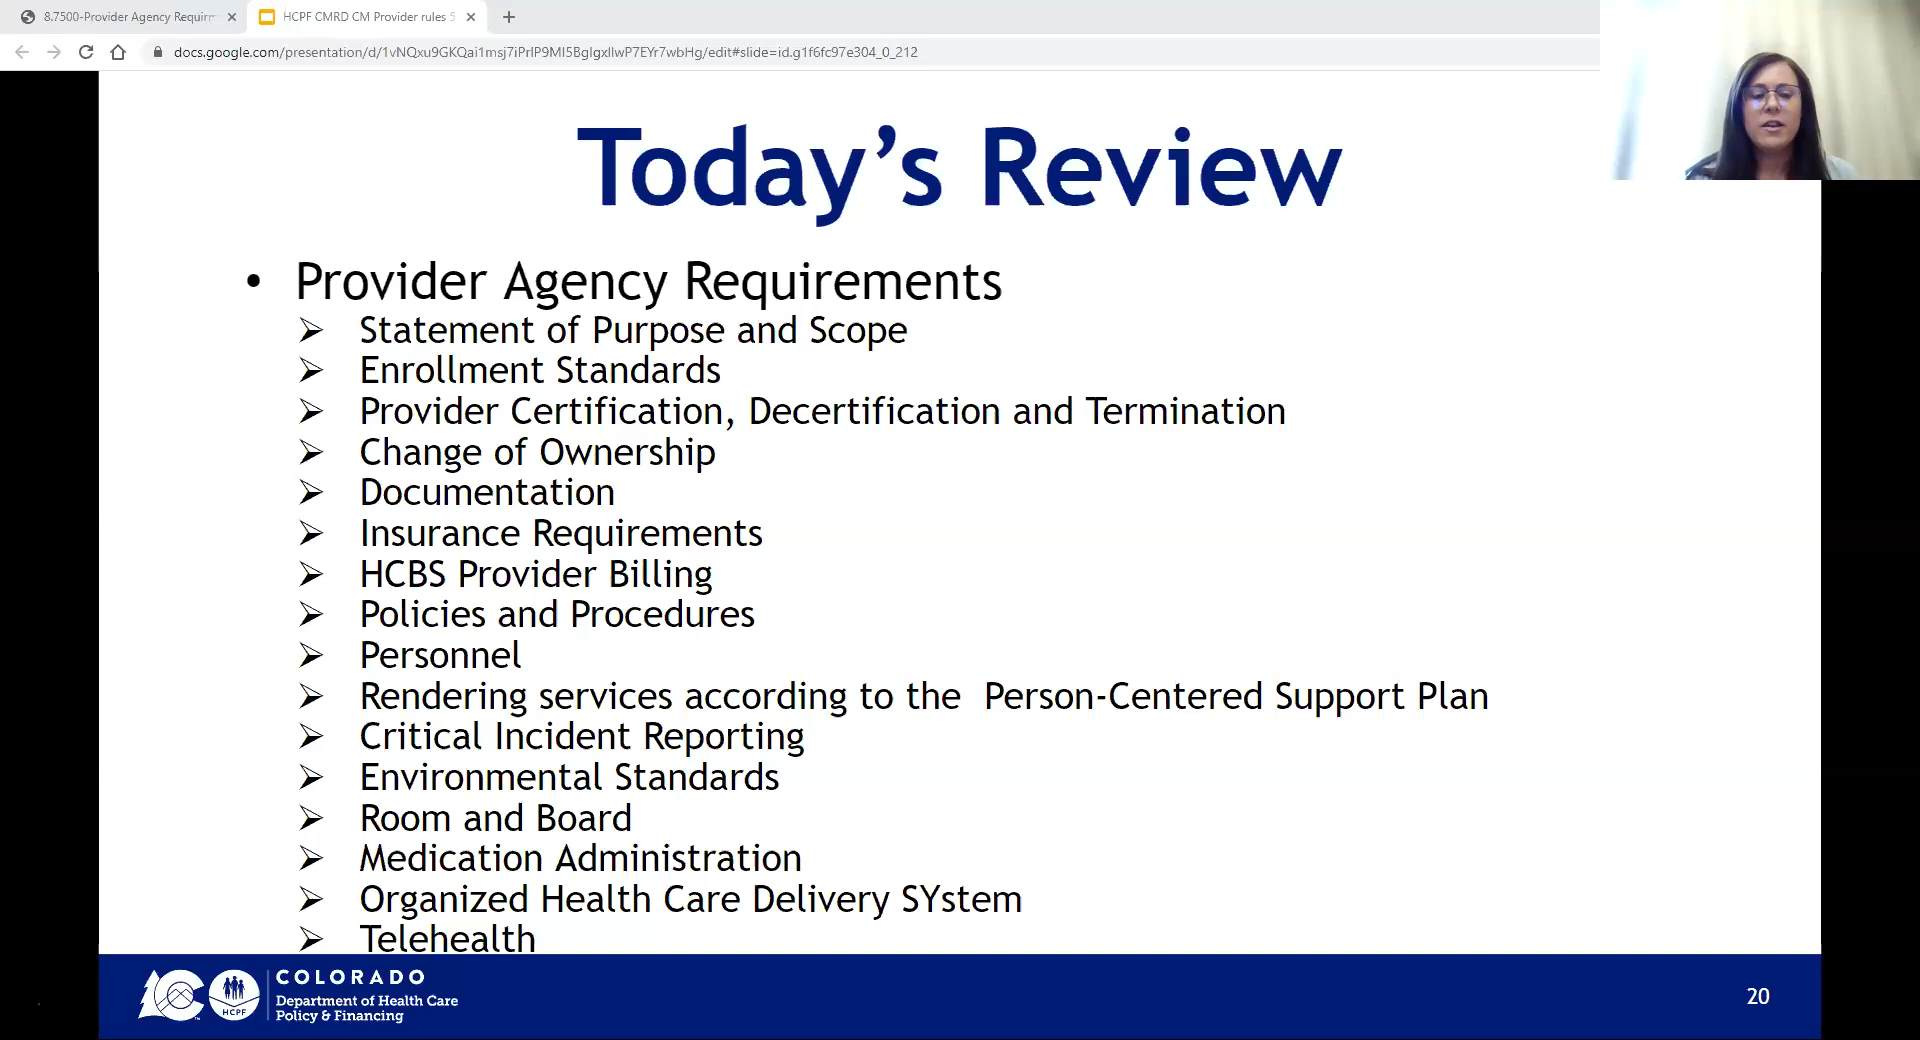 8.7500-Provider Agency Requirm
HCPF CMRD CM Provider rules 5
docs.google.com/presentation/d/1vNQxu9GKQai1msj7iPrIP9MI5BgIgxIlwP7EYr7wbHg/edit#slide=id.g1f6fc97e304_0_212
Today’s Review
• Provider Agency Requirements
➢ Statement of Purpose and Scope
➢ Enrollment Standards
➢ Provider Certification, Decertification and Termination
➢ Change of Ownership
➢ Documentation
➢ Insurance Requirements
➢ HCBS Provider Billing
➢ Policies and Procedures
➢ Personnel
➢ Rendering services according to the  Person-Centered Support Plan
➢ Critical Incident Reporting
➢ Environmental Standards
➢ Room and Board
➢ Medication Administration
➢ Organized Health Care Delivery SYstem
➢ Telehealth
HCPF
COLORADO
Department of Health Care
Policy & Financing
20